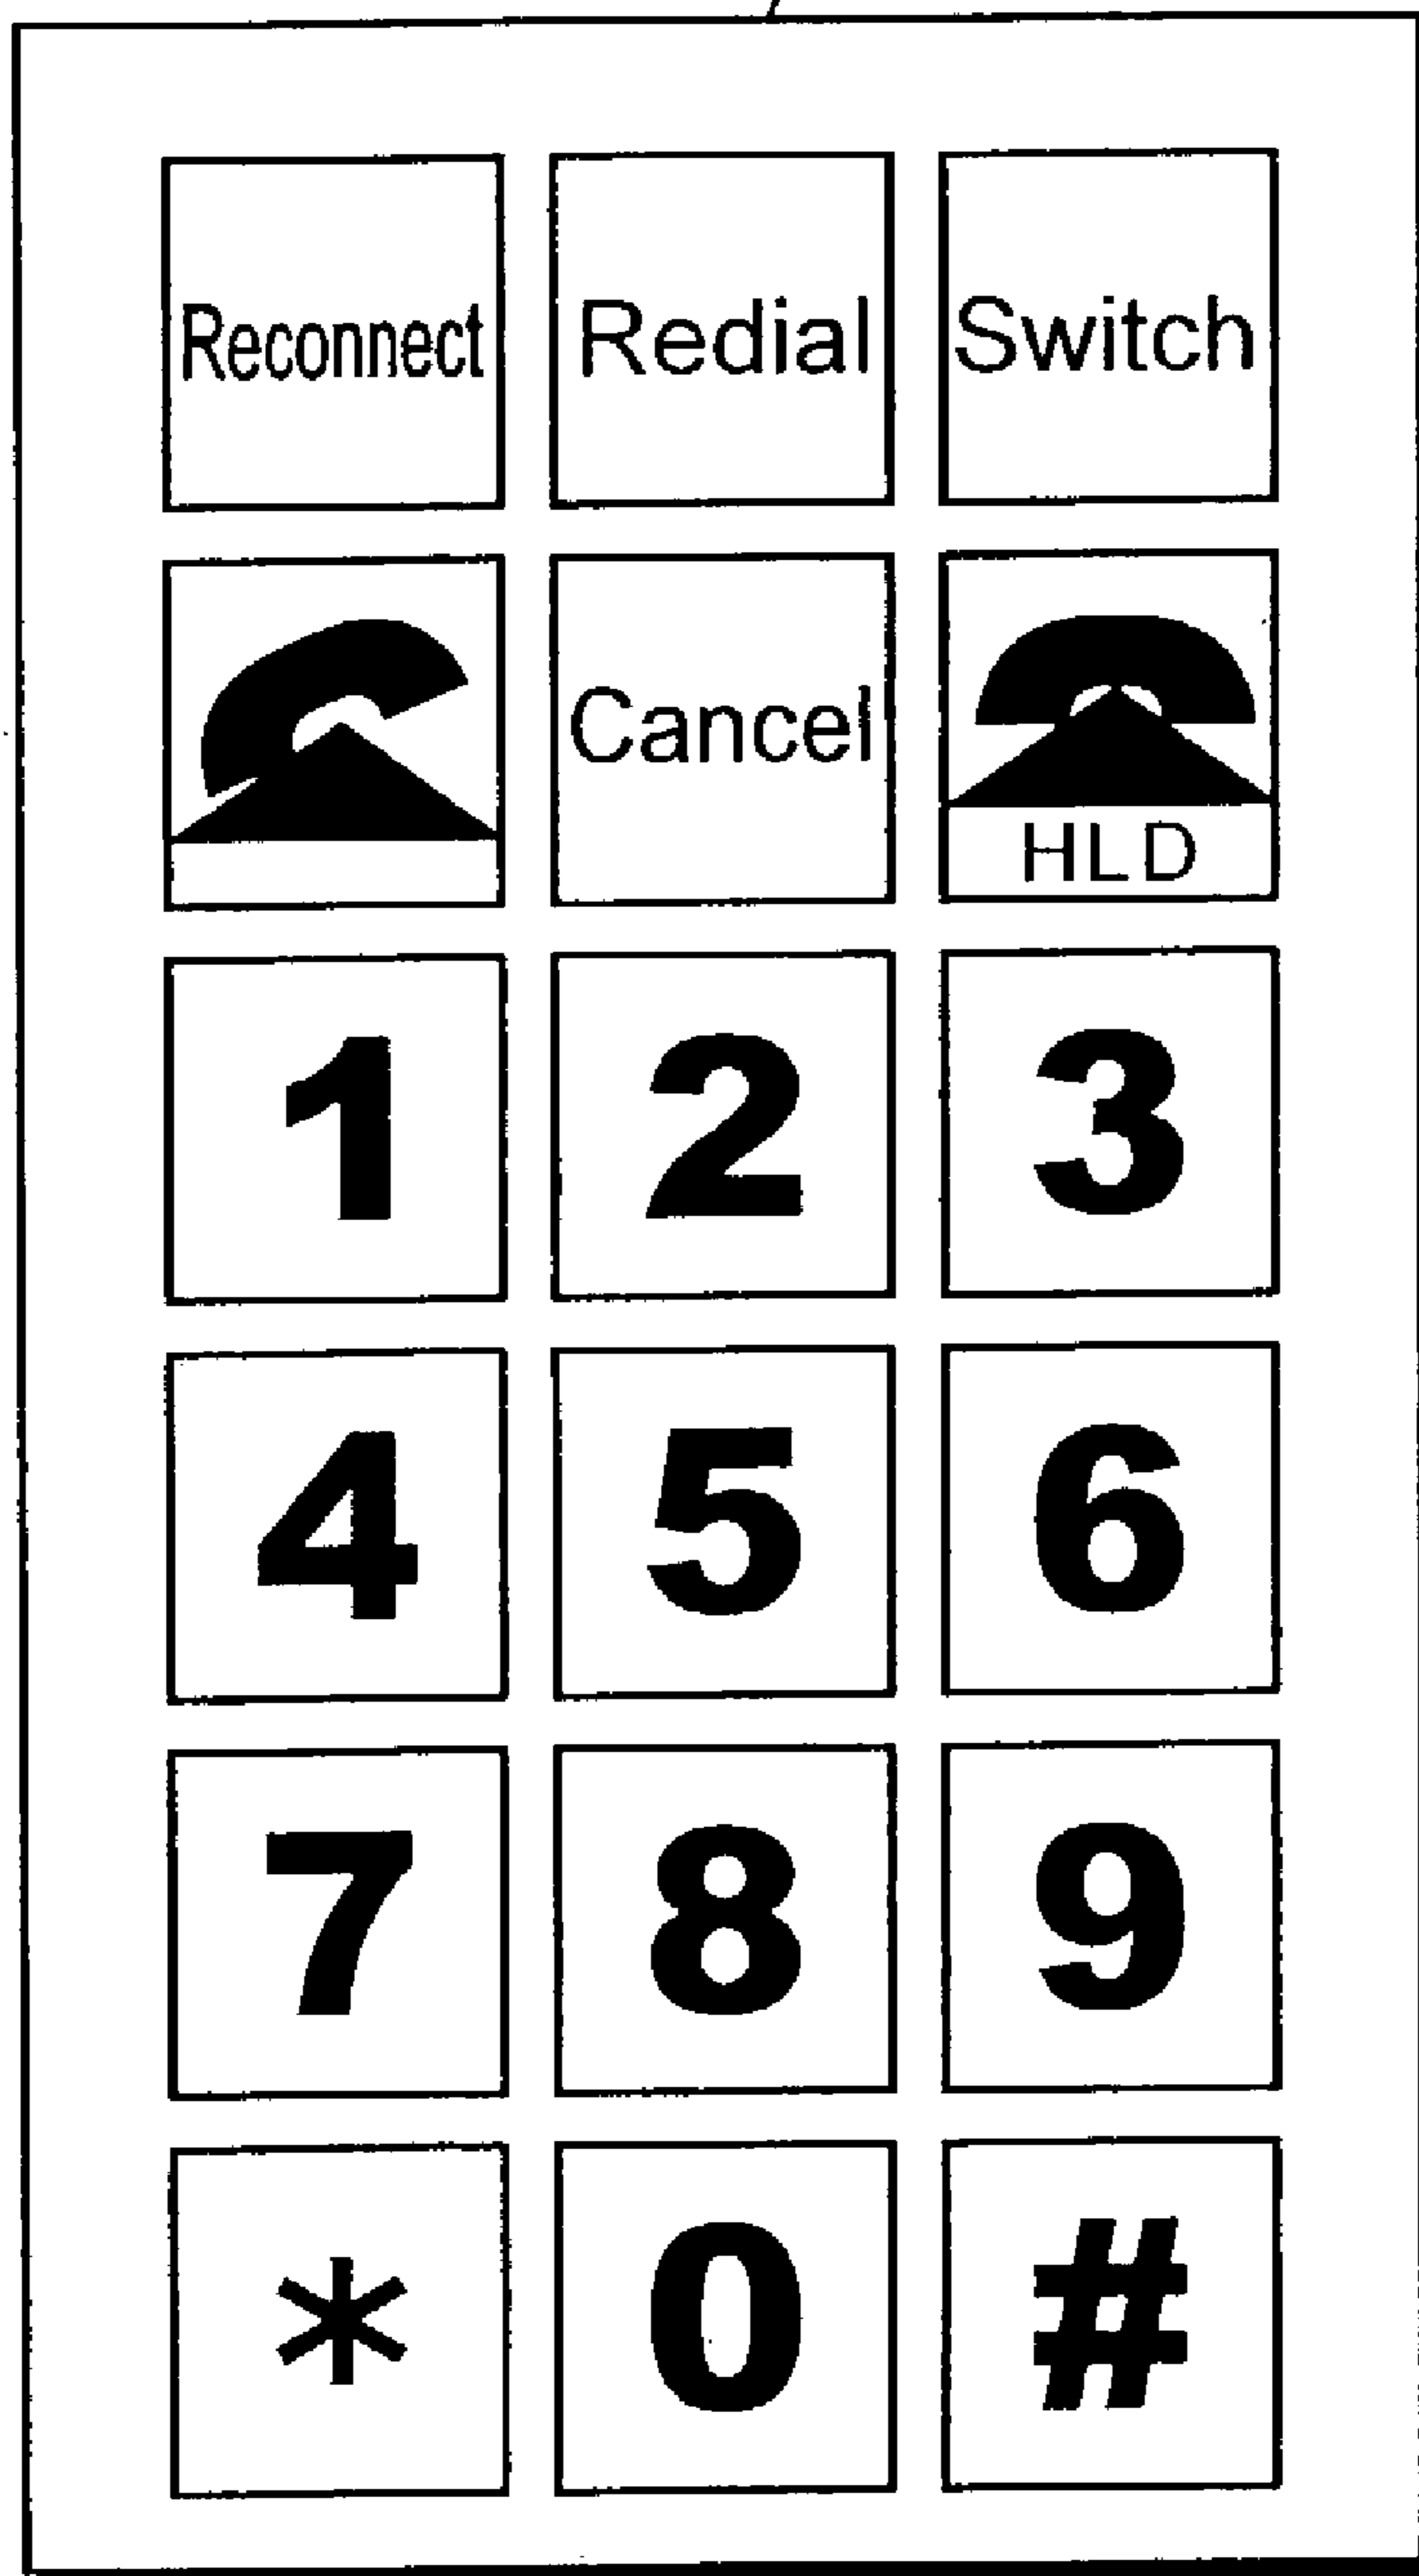 Reconnect Redial Switch
Cancel
HLD
1 2 3
4 5 6
7 8 9
* 0 #